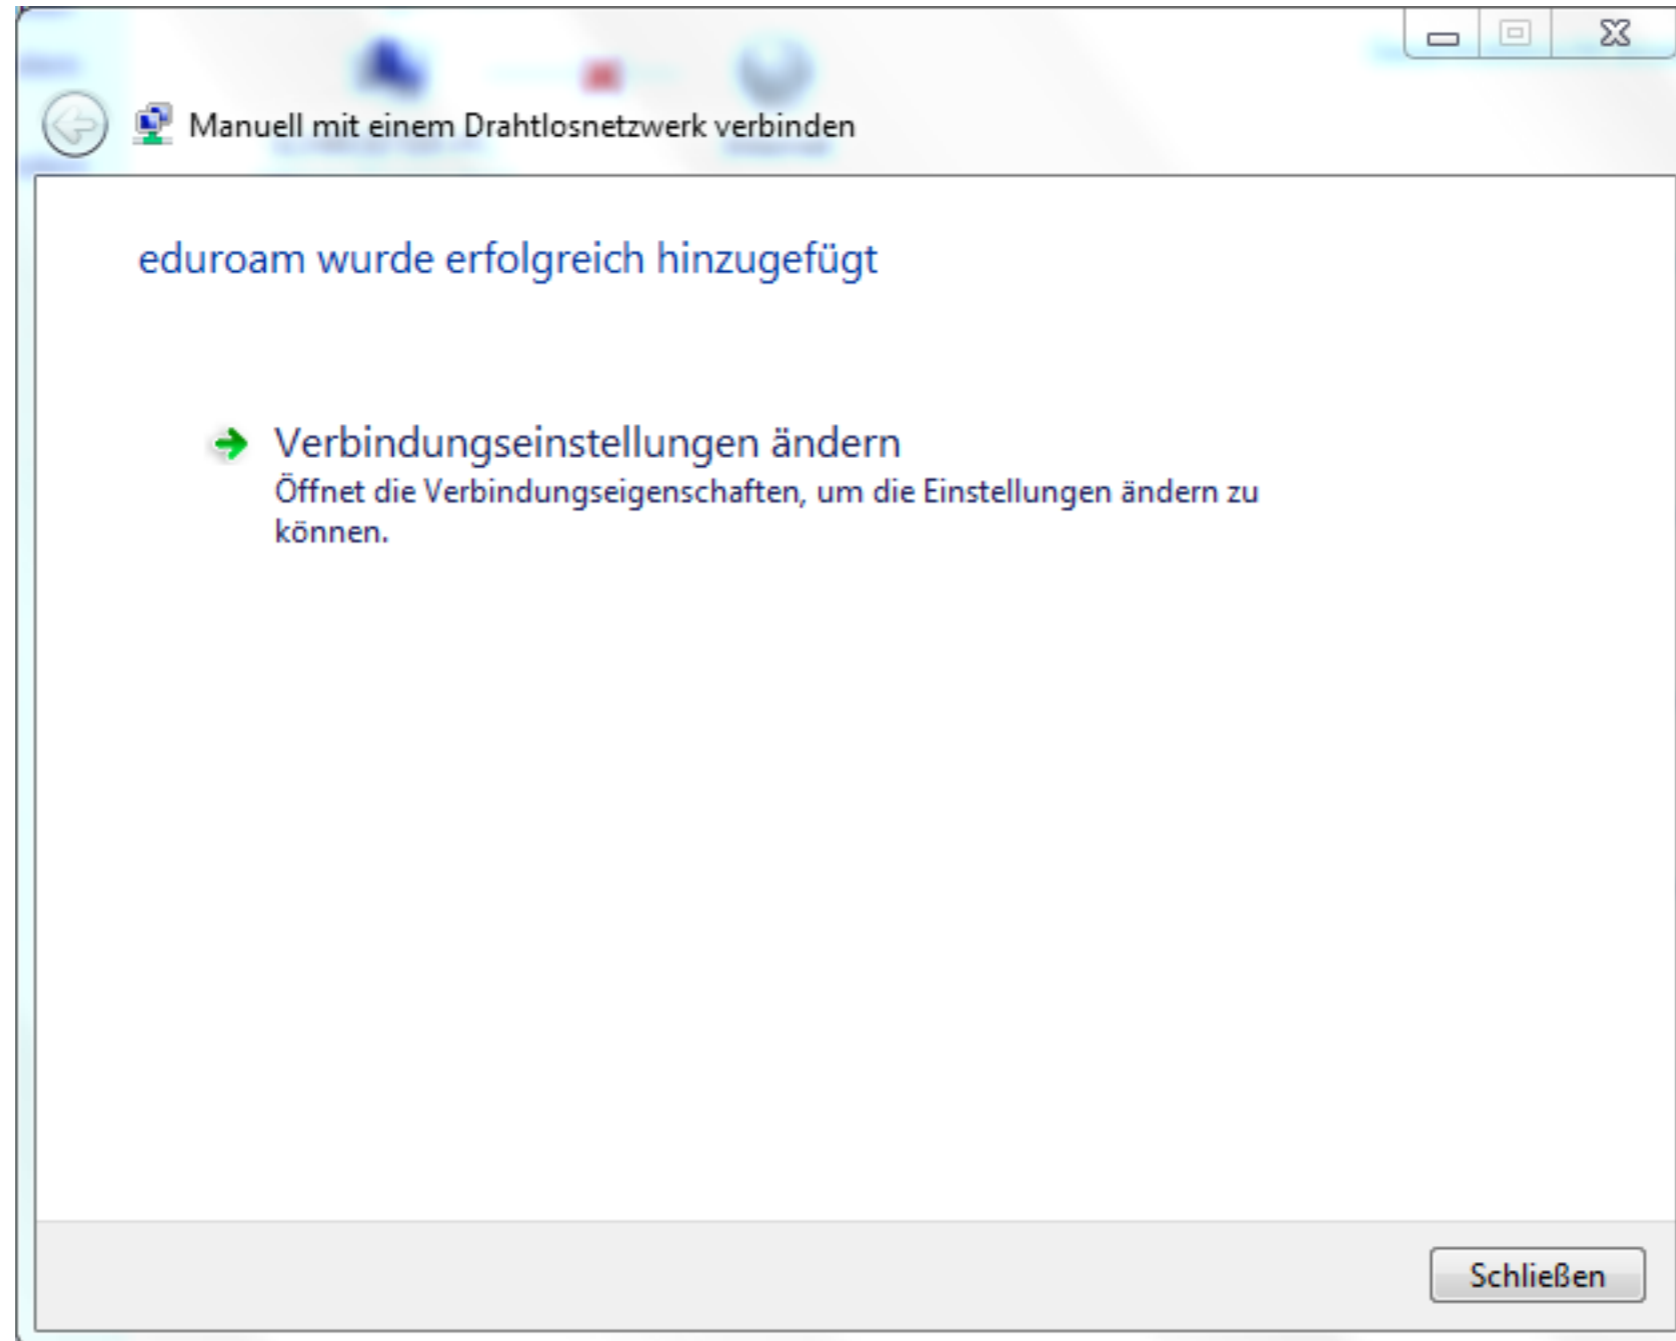 Manuell mit einem Drahtlosnetzwerk verbinden
eduroam wurde erfolgreich hinzugefügt
Verbindungseinstellungen ändern
Öffnet die Verbindungseigenschaften, um die Einstellungen ändern zu
können.
Schließen